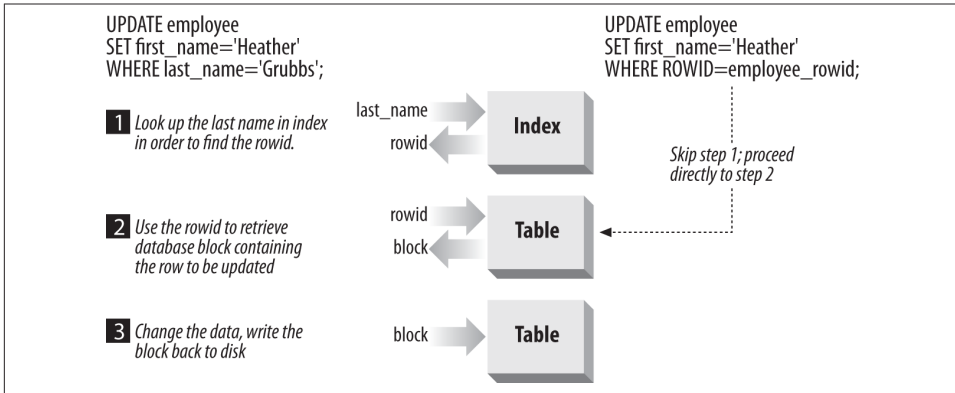 UPDATE employee
SET first_name='Heather'
WHERE last_name='Grubbs';
UPDATE employee
SET first_name='Heather'
WHERE ROWID=employee_rowid;
1 Look up the last name in index
in order to find the rowid.
last_name
rowid
Index
Skip step 1; proceed
directly to step 2
2 Use the rowid to retrieve
database block containing
the row to be updated
rowid
block
Table
3 Change the data, write the
block back to disk
block
Table